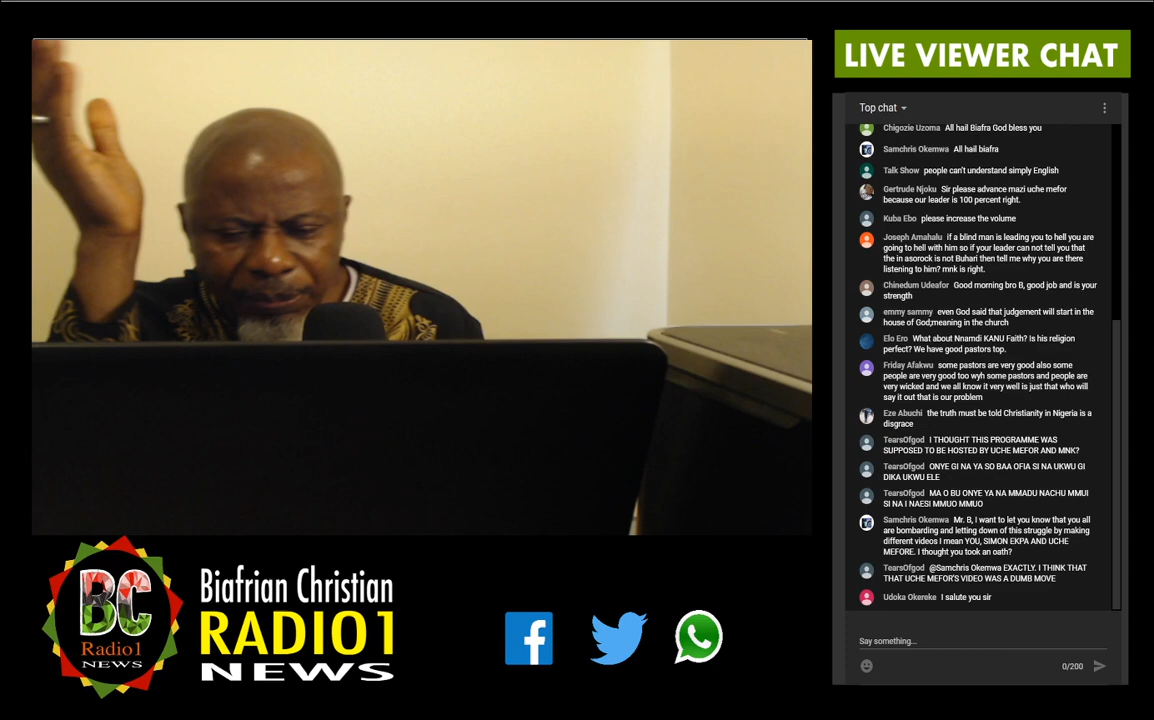 LIVE VIEWER CHAT
Top chat
Chigozie Uzoma All hail Biafra God bless you
Samchris Okemwa All hail biafra
Talk Show people can't understand simply English
Gertrude Njoku Sir please advance mazi uche mefor
because our leader is 100 percent right.
Kuba Ebo please increase the volume
Joseph Amahalu if a blind man is leading you to hell you are
going to hell with him so if your leader can not tell you that
the in asorock is not Buhari then tell me why you are there
listening to him? mnk is right.
Chinedum Udeafor Good morning bro B, good job and is your
strength
emmy sammy even God said that judgement will start in the
house of God;meaning in the church
Elo Ero What about Nnamdi KANU Faith? Is his religion
perfect? We have good pastors top.
Friday Afakwu some pastors are very good also some
people are very good too wyh some pastors and people are
very wicked and we all know it very well is just that who will
say it out that is our problem
Eze Abuchi the truth must be told Christianity in Nigeria is a
disgrace
TearsOfgod I THOUGHT THIS PROGRAMME WAS
SUPPOSED TO BE HOSTED BY UCHE MEFOR AND MNK?
TearsOfgod ONYE GI NA YA SO BAA OFIA SI NA UKWU GI
DIKA UKWU ELE
TearsOfgod MA O BU ONYE YA NA MMADU NACHU MMUI
SI NA I NAESI MMUO MMUO
Samchris Okemwa Mr. B, I want to let you know that you all
are bombarding and letting down of this struggle by making
different videos I mean YOU, SIMON EKPA AND UCHE
MEFORE. I thought you took an oath?
TearsOfgod @Samchris Okemwa EXACTLY. I THINK THAT
THAT UCHE MEFOR'S VIDEO WAS A DUMB MOVE
Udoka Okereke I salute you sir
Say something...
0/200
BC
Radio1
NEWS
Biafrian Christian
RADIO1
NEWS